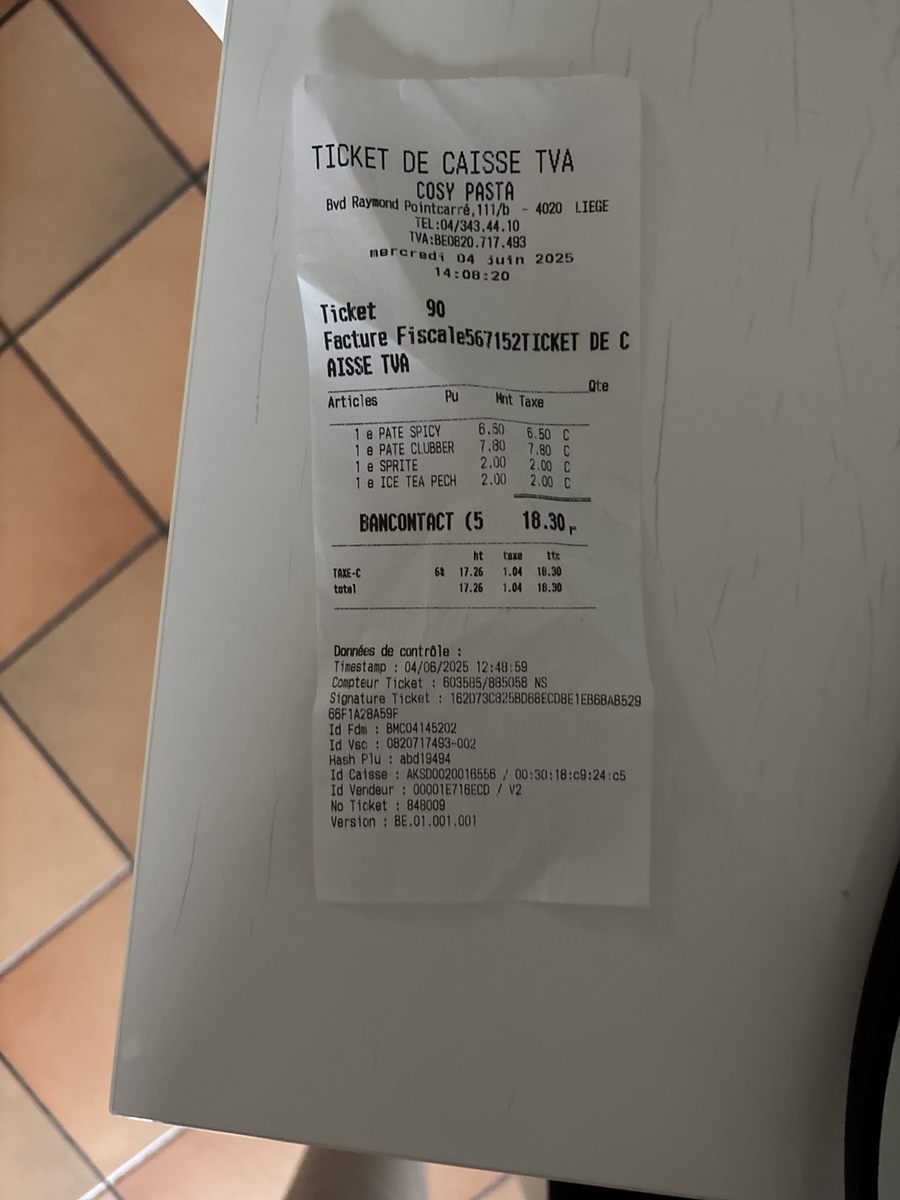 TICKET DE CAISSE TVA
COSY PASTA
Bvd Raymond Pointcarré,111/b - 4020 LIEGE
TEL:04/343.44.10
TVA:BE0820.717.493
mercredi 04 juin 2025
14:08:20
Ticket 90
Facture Fiscale567152TICKET DE C
AISSE TVA
Qte
Articles Pu Mnt Taxe
1 e PATE SPICY 6.50 6.50 C
1 e PATE CLUBBER 7.80 7.80 C
1 e SPRITE 2.00 2.00 C
1 e ICE TEA PECH 2.00 2.00 C
BANCONTACT (5 18.30
ht taxe ttc
TAXE-C 6% 17.26 1.04 18.30
total 17.26 1.04 18.30
Données de contrôle :
Timestamp : 04/06/2025 12:48:59
Compteur Ticket : 603585/885058 NS
Signature Ticket : 162D73C825BD68ECD8E1EB6BAB529
66F1A28A59F
Id Fdm : BMC04145202
Id Vsc : 0820717493-002
Hash Plu : abd19494
Id Caisse : AKSD0020016556 / 00:30:18:c9:24:c5
Id Vendeur : 00001E716ECD / V2
No Ticket : 848009
Version : BE.01.001.001